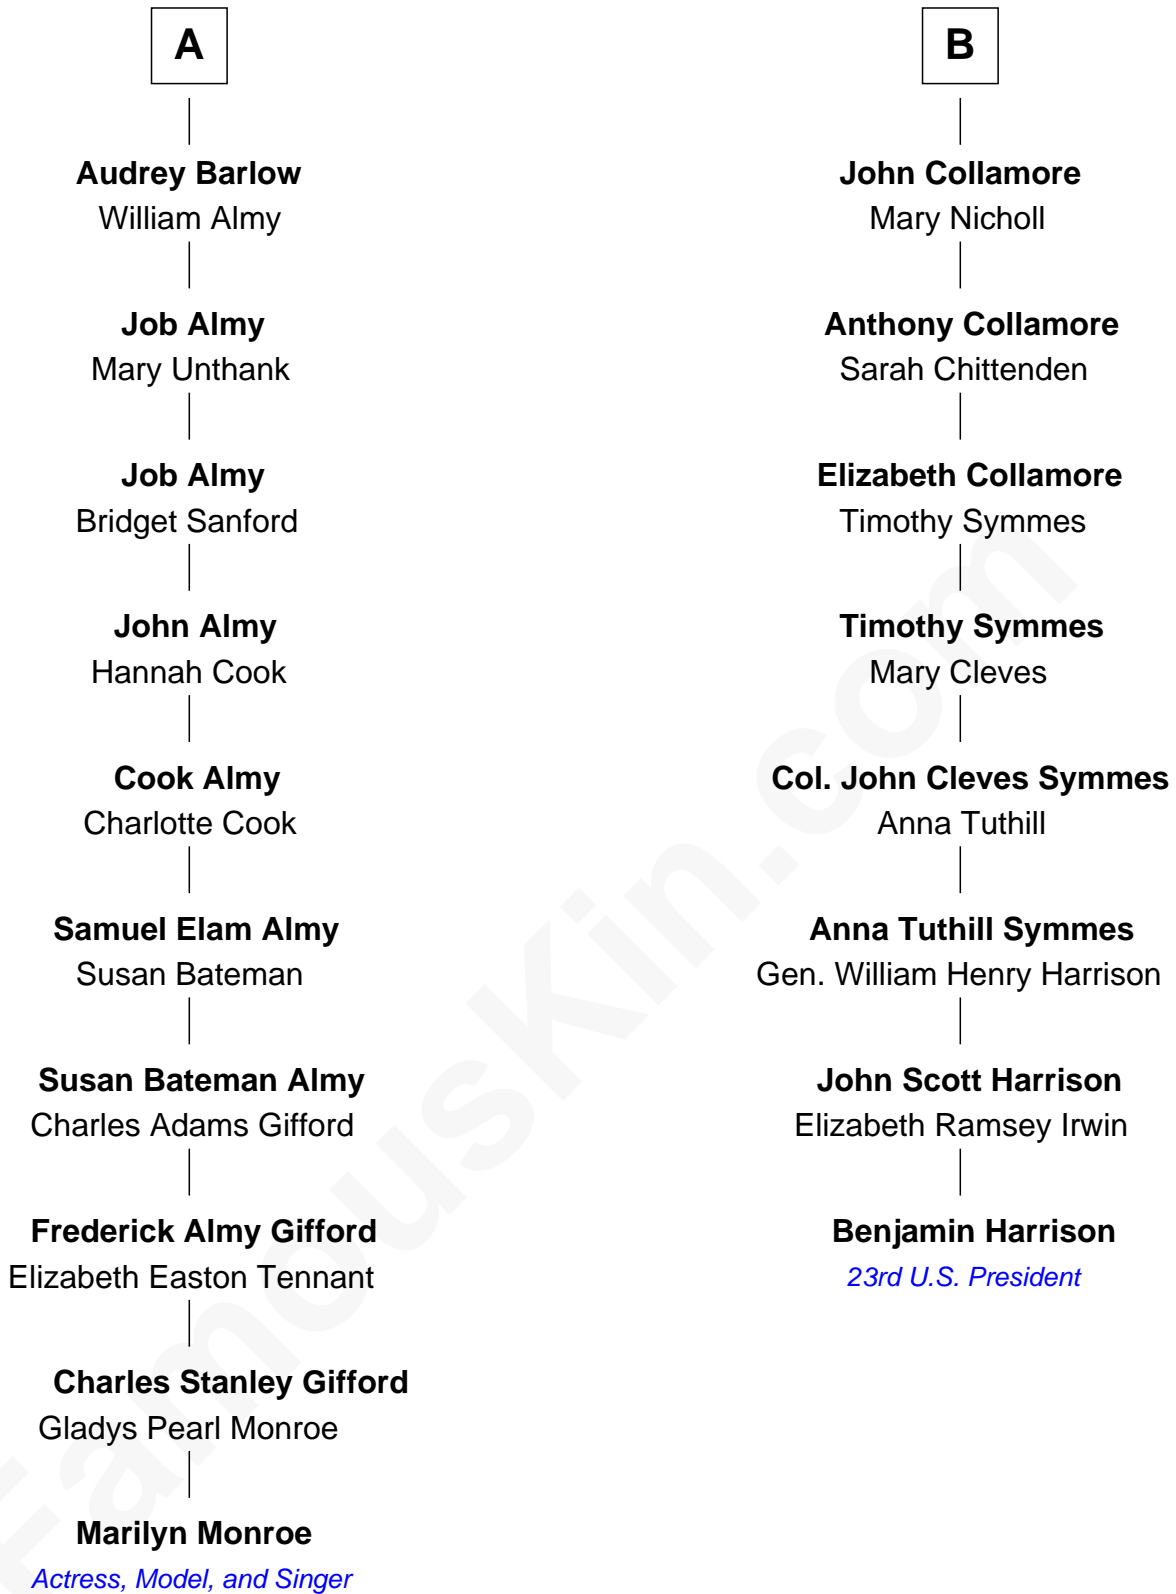 A
Audrey Barlow
William Almy
Job Almy
Mary Unthank
Job Almy
Bridget Sanford
John Almy
Hannah Cook
Cook Almy
Charlotte Cook
Samuel Elam Almy
Susan Bateman
Susan Bateman Almy
Charles Adams Gifford
Frederick Almy Gifford
Elizabeth Easton Tennant
Charles Stanley Gifford
Gladys Pearl Monroe
Marilyn Monroe
Actress, Model, and Singer
B
John Collamore
Mary Nicholl
Anthony Collamore
Sarah Chittenden
Elizabeth Collamore
Timothy Symmes
Timothy Symmes
Mary Cleves
Col. John Cleves Symmes
Anna Tuthill
Anna Tuthill Symmes
Gen. William Henry Harrison
John Scott Harrison
Elizabeth Ramsey Irwin
Benjamin Harrison
23rd U.S. President
FamousKin.com